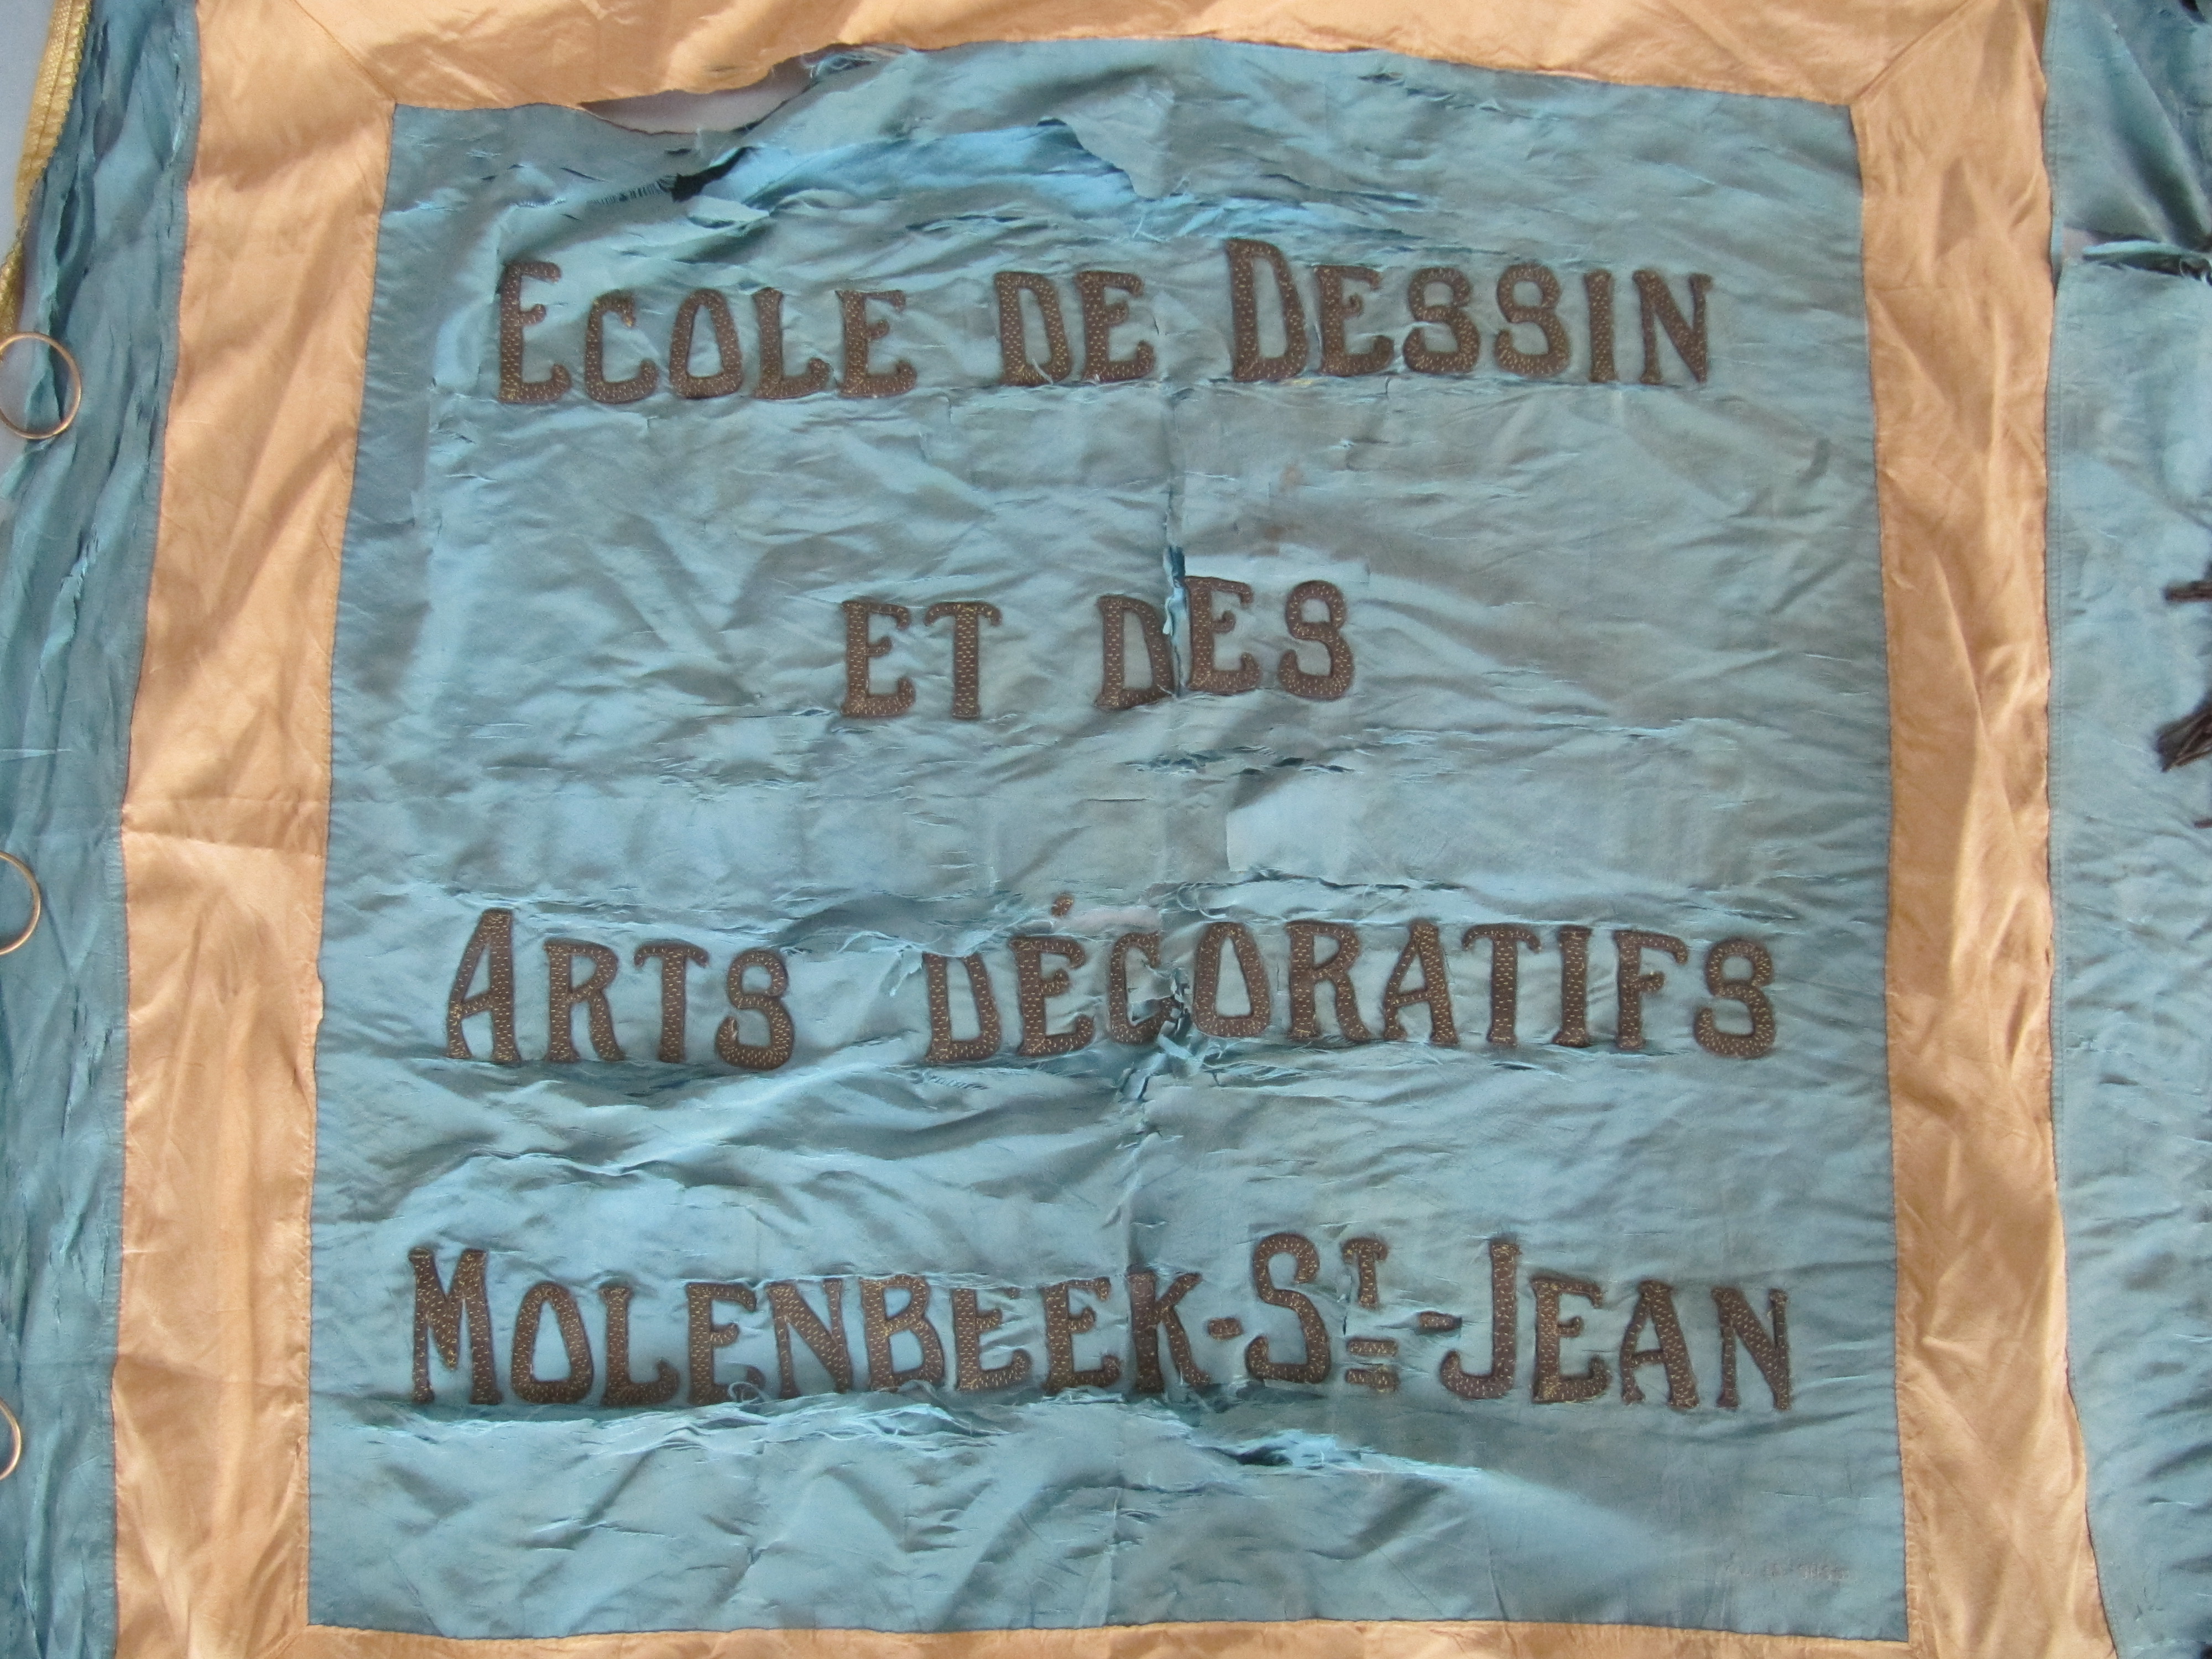 ECOLE DE DESSIN
ET DES
ARTS DÉCORATIFS
MOLENBEEK-ST-JEAN